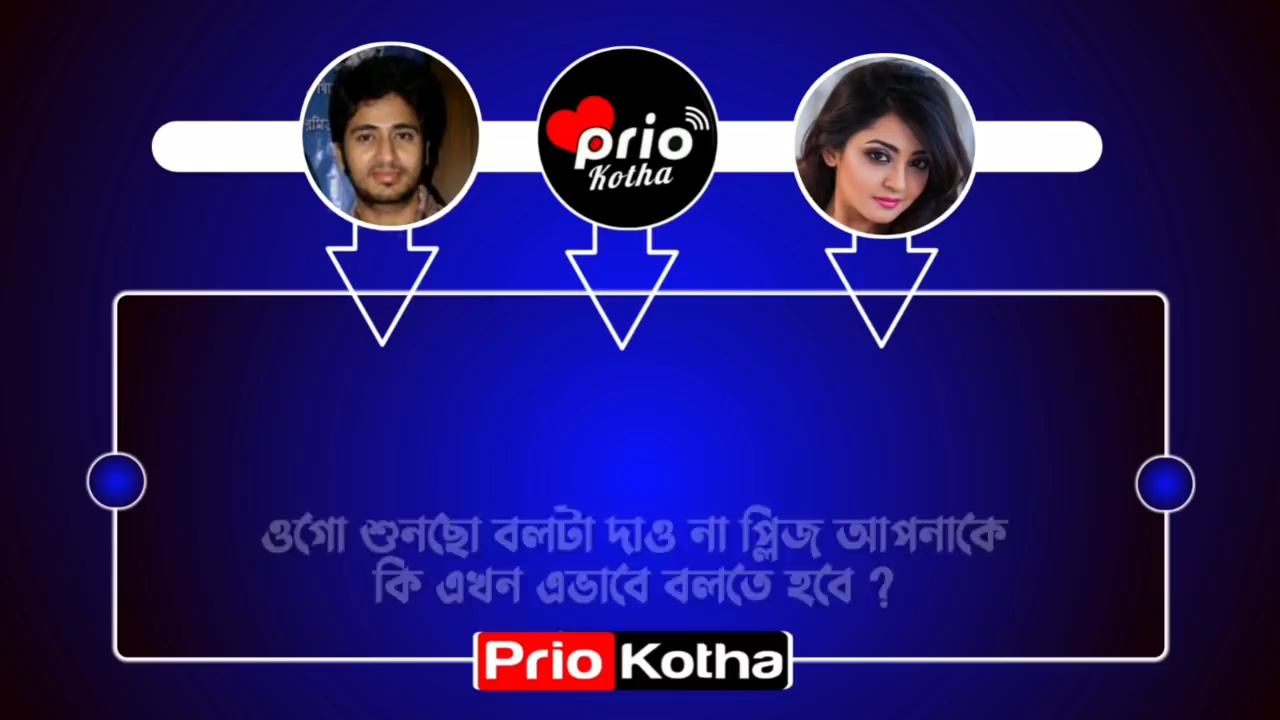 prio
Kotha
ওগো শুনছো বলটা দাও না প্লিজ আপনাকে
কি এখন এভাবে বলতে হবে ?
Prio Kotha